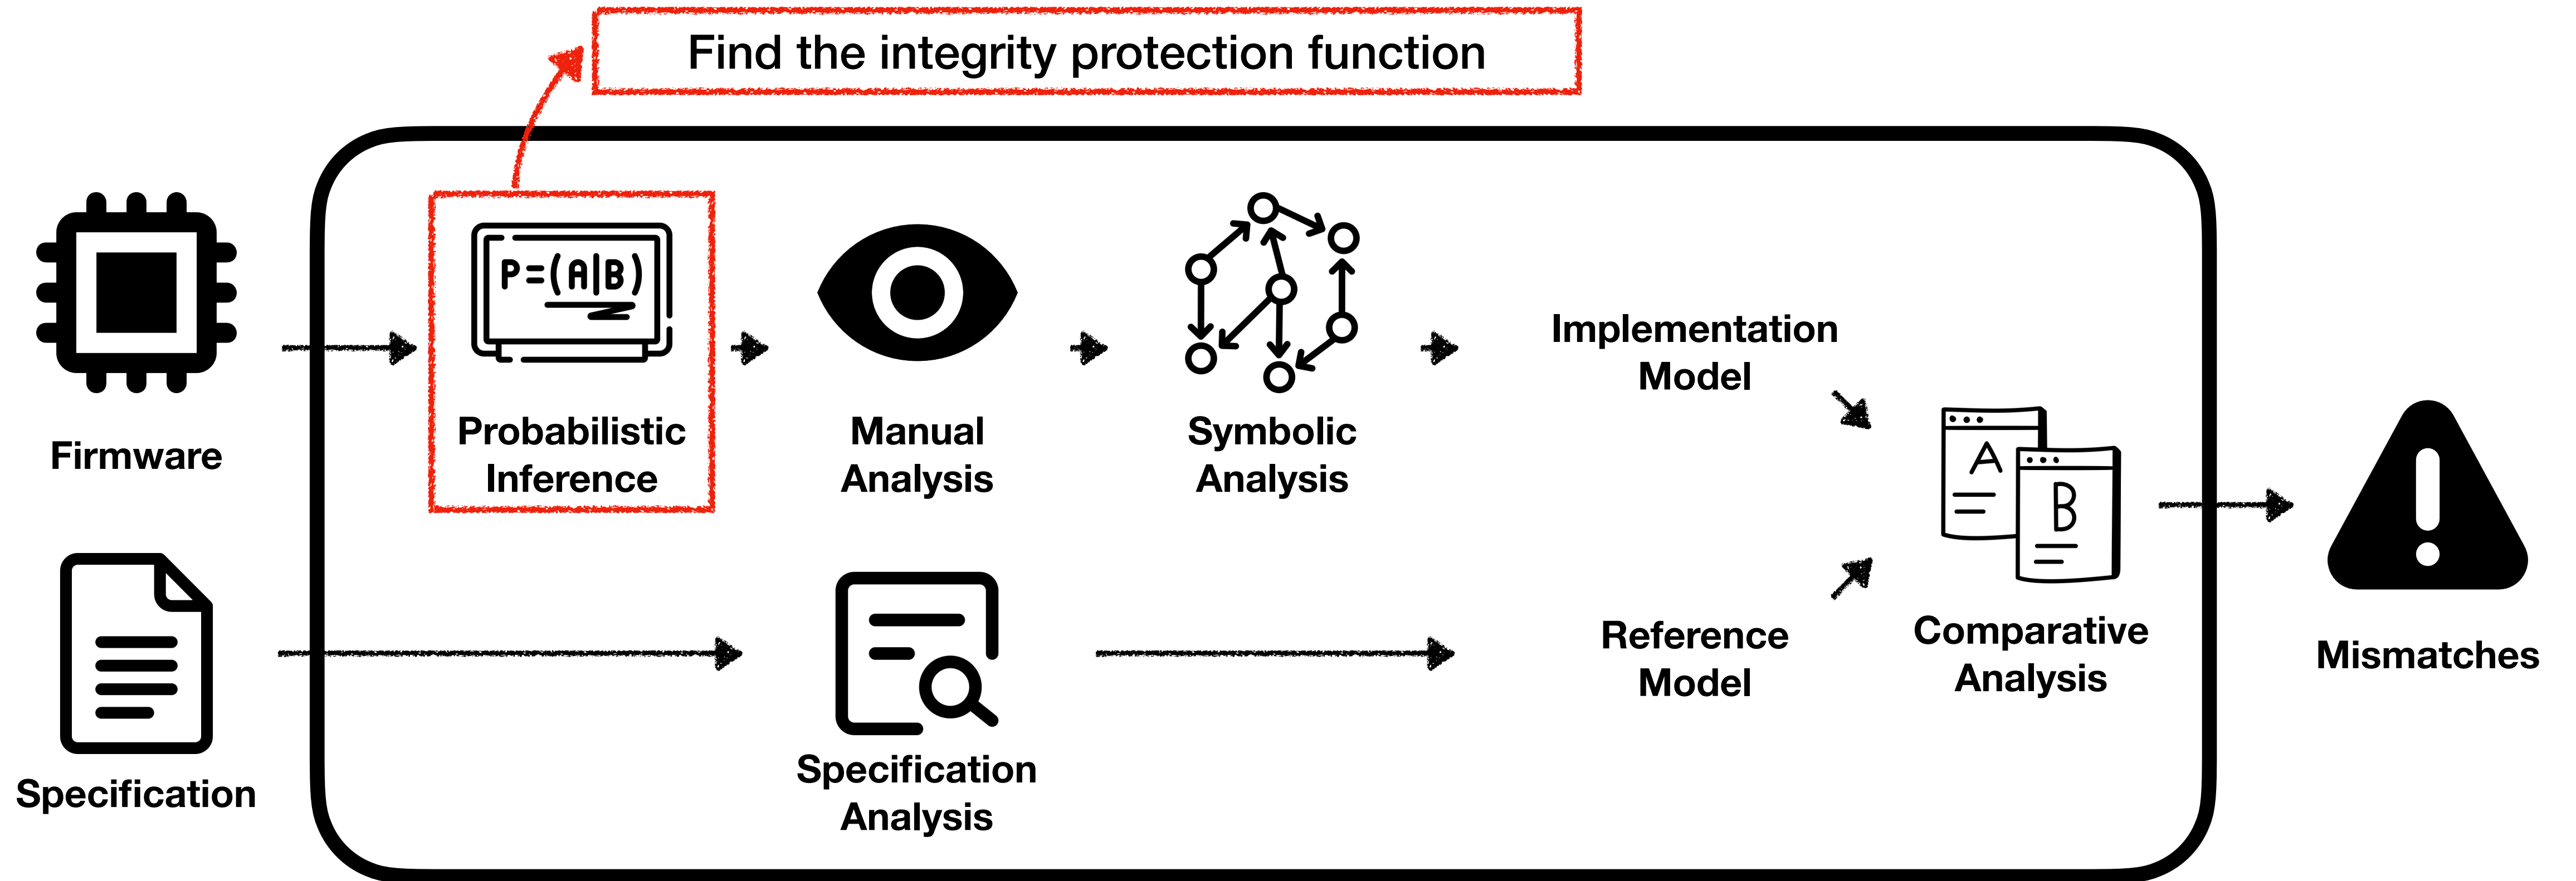 Find the integrity protection function
P=(A|B)
Probabilistic
Inference
Manual
Analysis
Symbolic
Analysis
Implementation
Model
Firmware
A
B
Reference
Model
Comparative
Analysis
Mismatches
Specification
Specification
Analysis